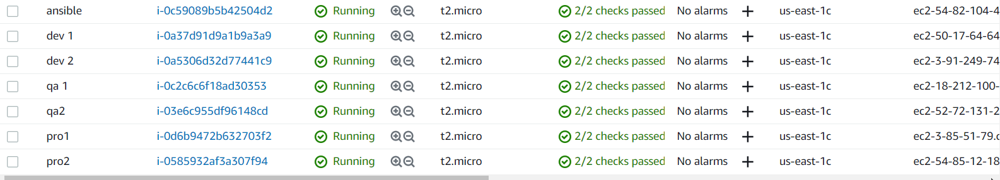 ansible i-0c59089b5b42504d2 Running t2.micro 2/2 checks passed No alarms + us-east-1c ec2-54-82-104-4
dev 1 i-0a37d91d9a1b9a3a9 Running t2.micro 2/2 checks passed No alarms + us-east-1c ec2-50-17-64-64
dev 2 i-0a5306d32d77441c9 Running t2.micro 2/2 checks passed No alarms + us-east-1c ec2-3-91-249-74
qa 1 i-0c2c6c6f18ad30353 Running t2.micro 2/2 checks passed No alarms + us-east-1c ec2-18-212-100-
qa2 i-03e6c955df96148cd Running t2.micro 2/2 checks passed No alarms + us-east-1c ec2-52-72-131-2
pro1 i-0d6b9472b632703f2 Running t2.micro 2/2 checks passed No alarms + us-east-1c ec2-3-85-51-79.c
pro2 i-0585932af3a307f94 Running t2.micro 2/2 checks passed No alarms + us-east-1c ec2-54-85-12-18